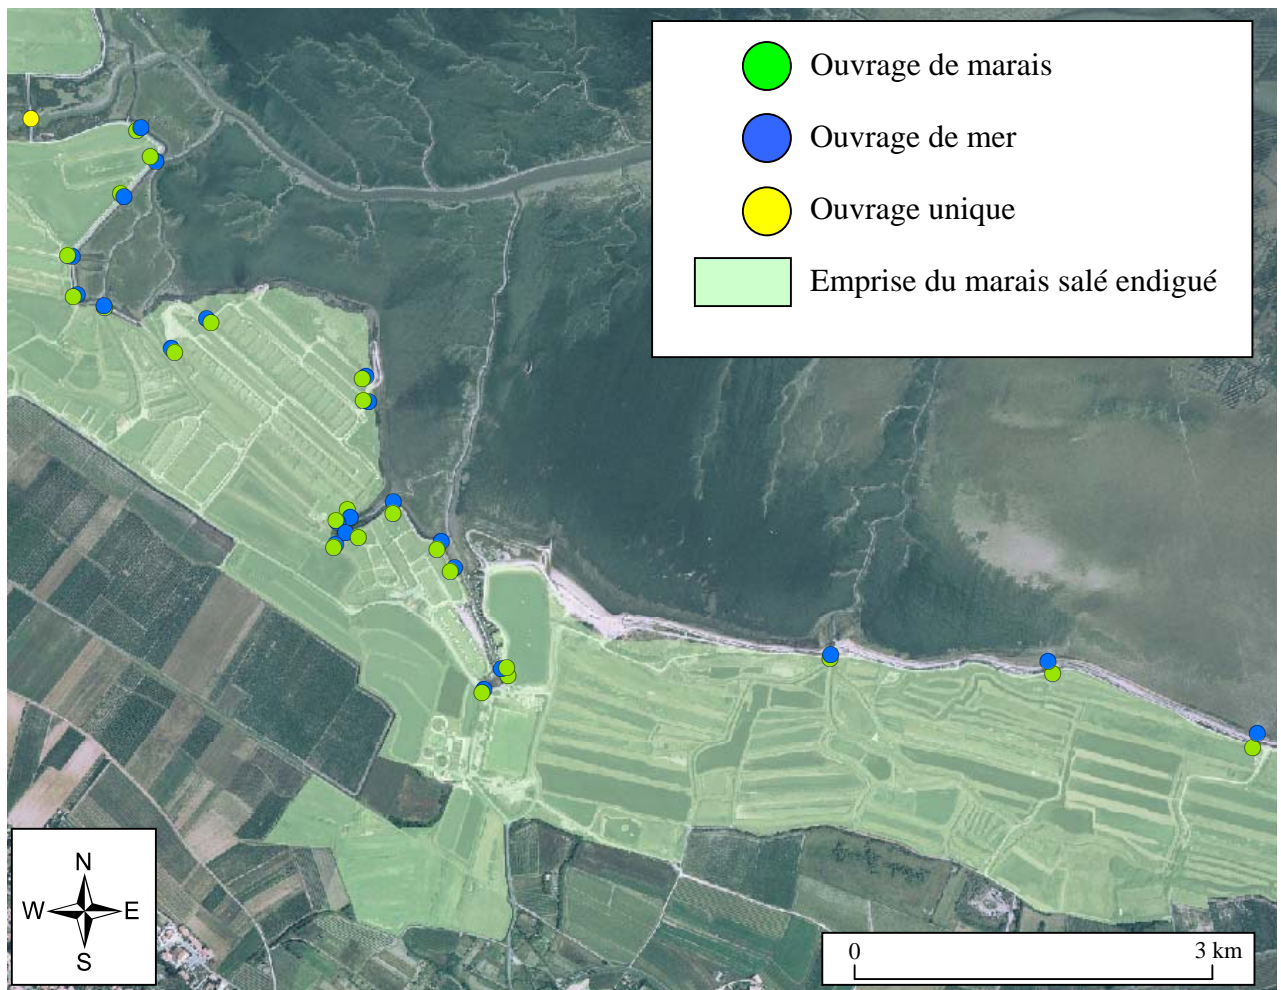 Ouvrage de marais
Ouvrage de mer
Ouvrage unique
Emprise du marais salé endigué
N
W E
S
0 3 km